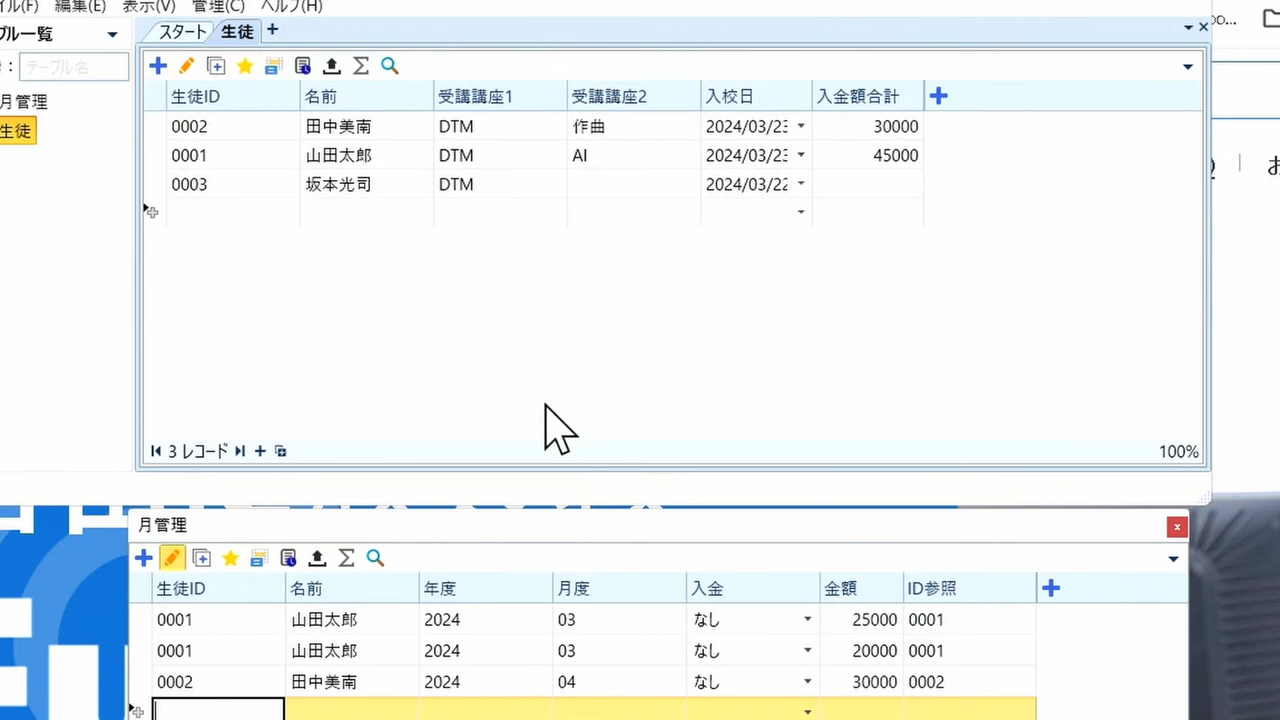 イル(F) 編集(E) 表示(V) 管理(C) ヘルプ(H)
ブル一覧
スタート 生徒
oo...
: テーブル名
月管理
生徒
生徒ID 名前 受講講座1 受講講座2 入校日 入金額合計
0002 田中美南 DTM 作曲 2024/03/23 30000
0001 山田太郎 DTM AI 2024/03/23 45000
0003 坂本光司 DTM 2024/03/22
お
3 レコード 100%
月管理
生徒ID 名前 年度 月度 入金 金額 ID参照
0001 山田太郎 2024 03 なし 25000 0001
0001 山田太郎 2024 03 なし 20000 0001
0002 田中美南 2024 04 なし 30000 0002